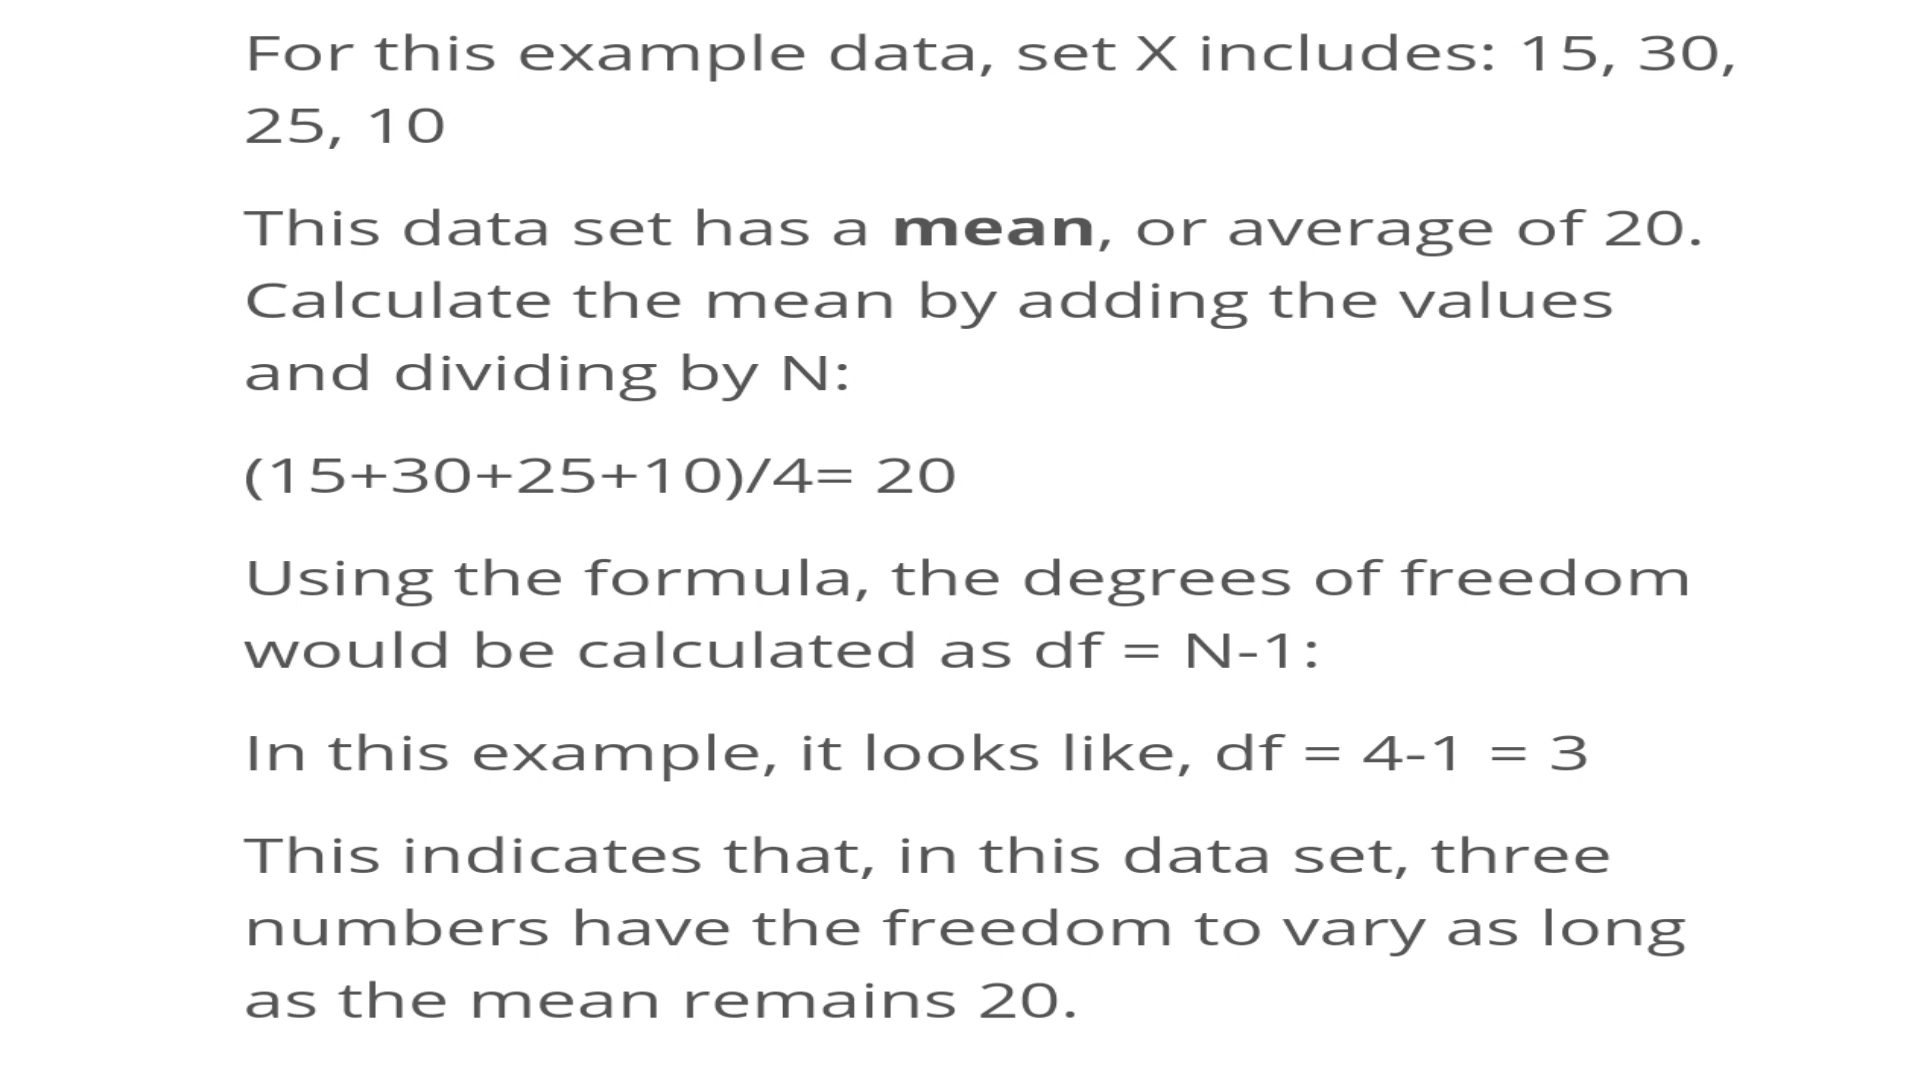 For this example data, set X includes: 15, 30,
25, 10
This data set has a mean, or average of 20.
Calculate the mean by adding the values
and dividing by N:
(15+30+25+10)/4= 20
Using the formula, the degrees of freedom
would be calculated as df = N-1:
In this example, it looks like, df = 4-1 = 3
This indicates that, in this data set, three
numbers have the freedom to vary as long
as the mean remains 20.